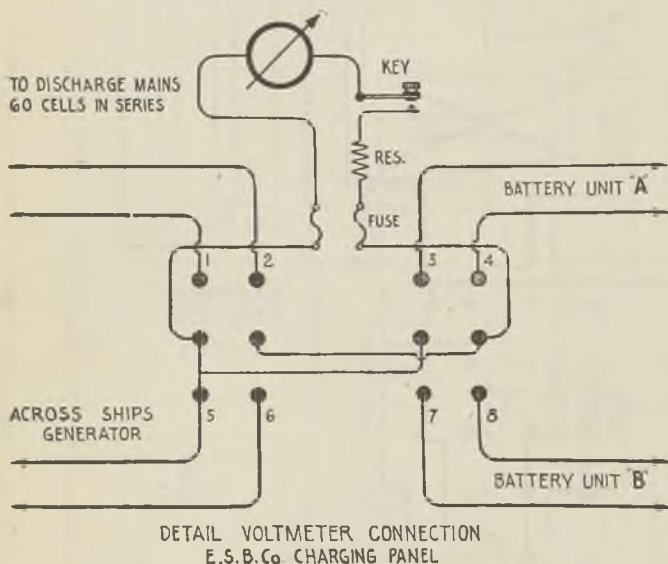 TO DISCHARGE MAINS
60 CELLS IN SERIES
KEY
RES.
FUSE
BATTERY UNIT "A"
1 2 3 4
5 6 7 8
ACROSS SHIPS
GENERATOR
BATTERY UNIT "B"
DETAIL VOLTMETER CONNECTION
E.S.B.Co. CHARGING PANEL